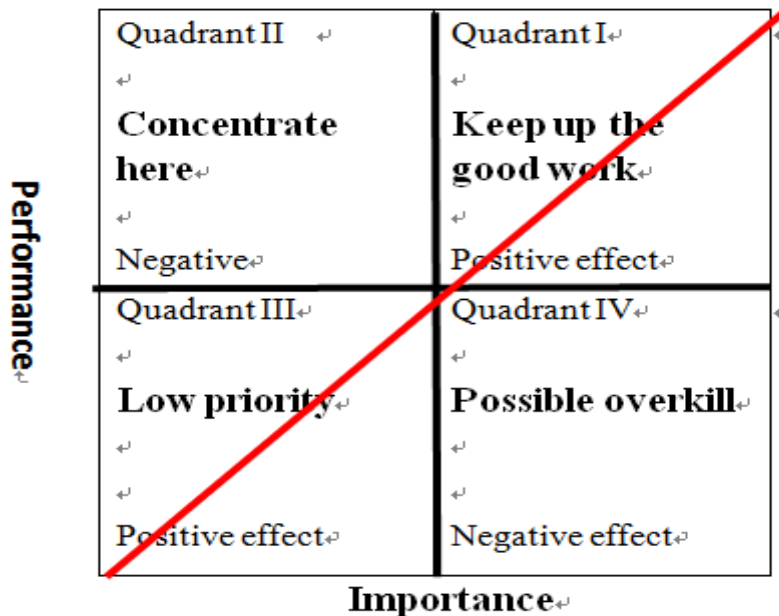 Quadrant II
Concentrate
here
Negative
Quadrant I
Keep up the
good work
Positive effect
Performance
Quadrant III
Low priority
Positive effect
Quadrant IV
Possible overkill
Negative effect
Importance